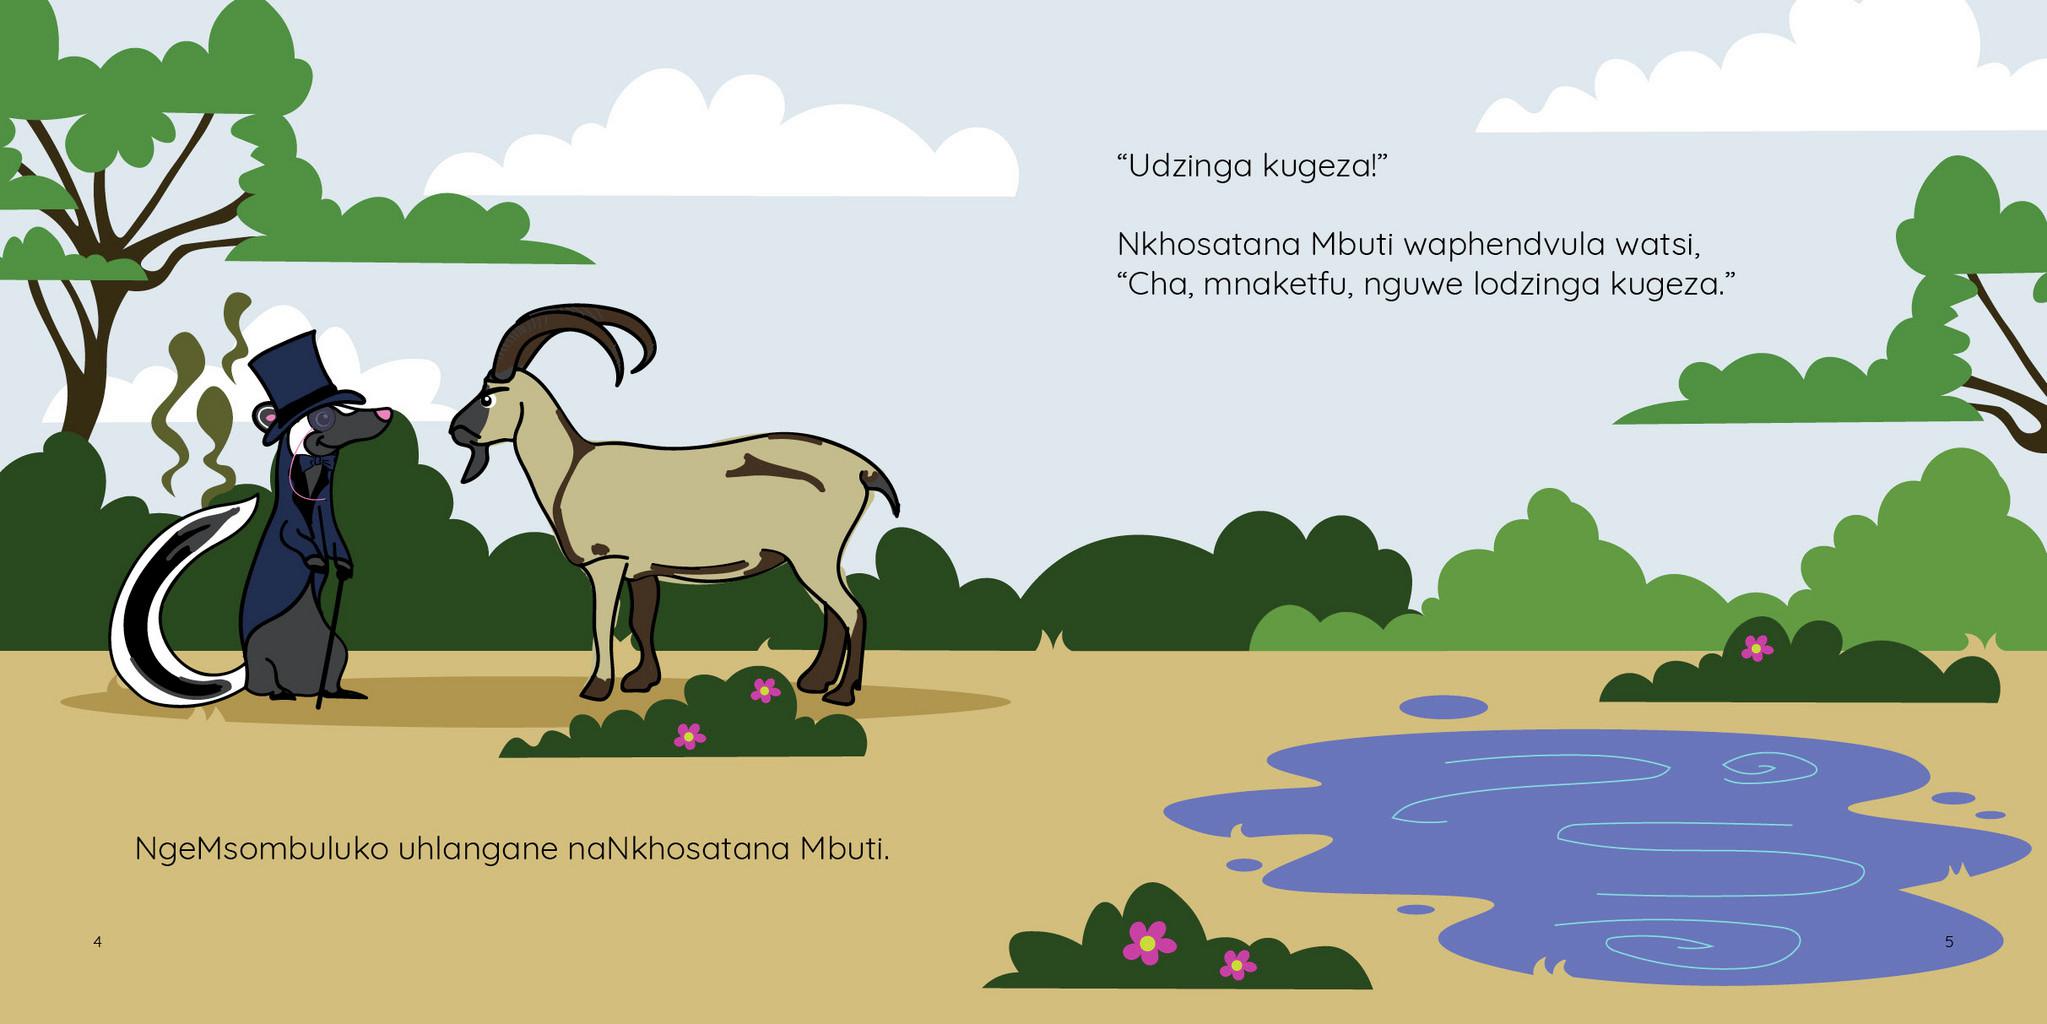 NgeMsombuluko uhlangane naNkhosatana Mbuti.
4
“Udzinga kugeza!”
Nkhosatana Mbuti waphendvula watsi,
“Cha, mnaketfu, nguwe lodzinga kugeza.”
5